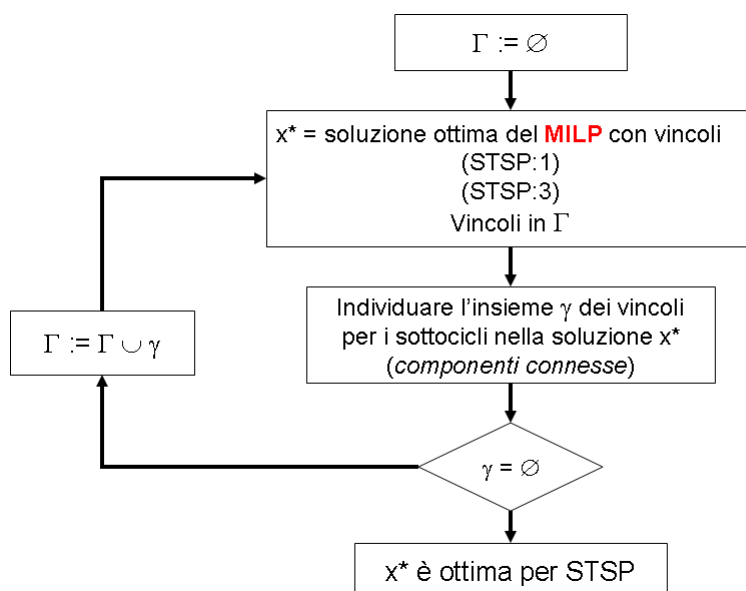 Γ := ∅
x* = soluzione ottima del MILP con vincoli
(STSP:1)
(STSP:3)
Vincoli in Γ
Individuare l'insieme γ dei vincoli
per i sottocicli nella soluzione x*
(componenti connesse)
Γ := Γ ∪ γ
γ = ∅
x* è ottima per STSP